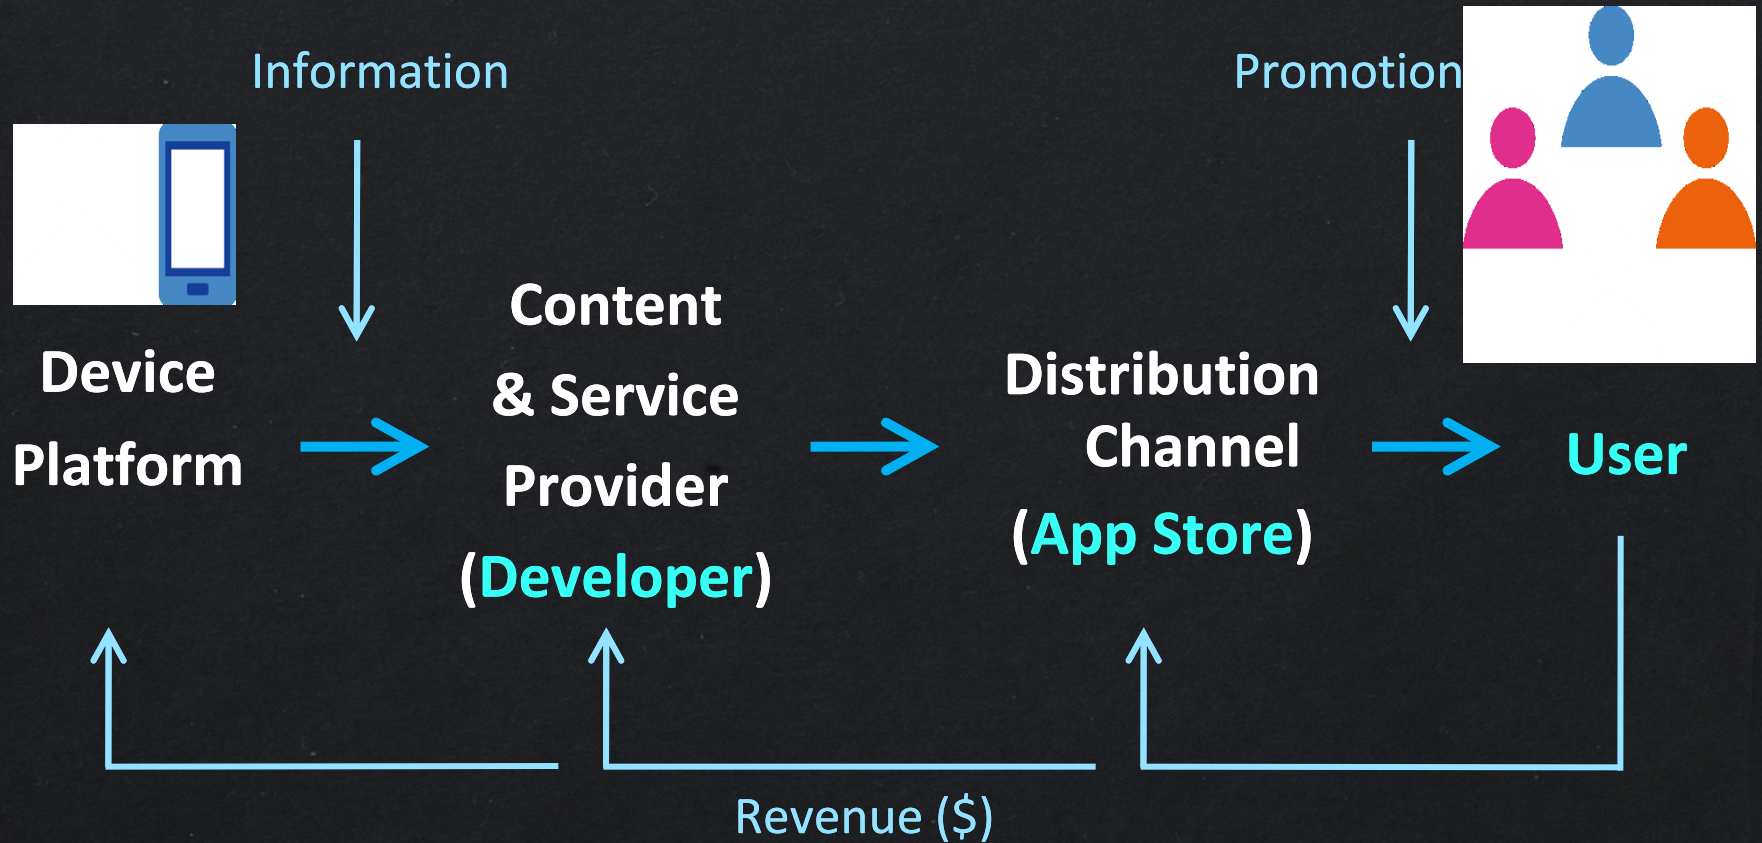 Information
Promotion
Device
Platform
Content
& Service
Provider
(Developer)
Distribution
Channel
(App Store)
User
Revenue ($)